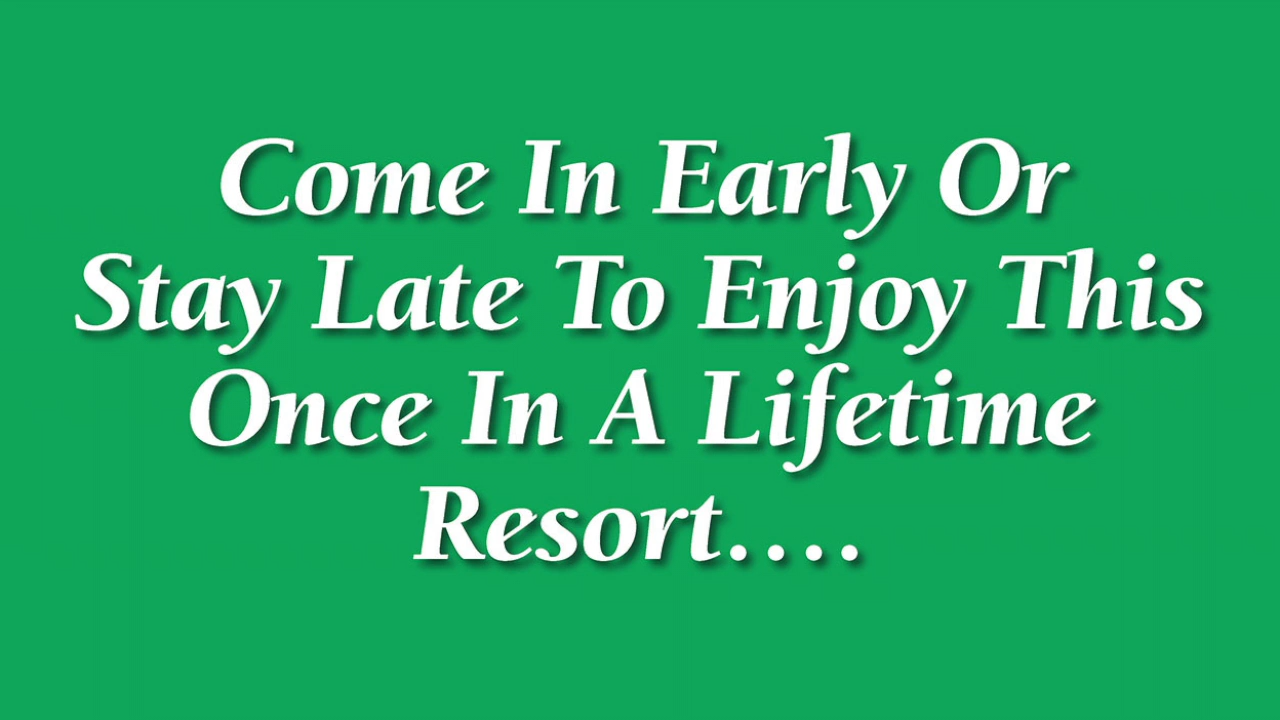 Come In Early Or
Stay Late To Enjoy This
Once In A Lifetime
Resort....